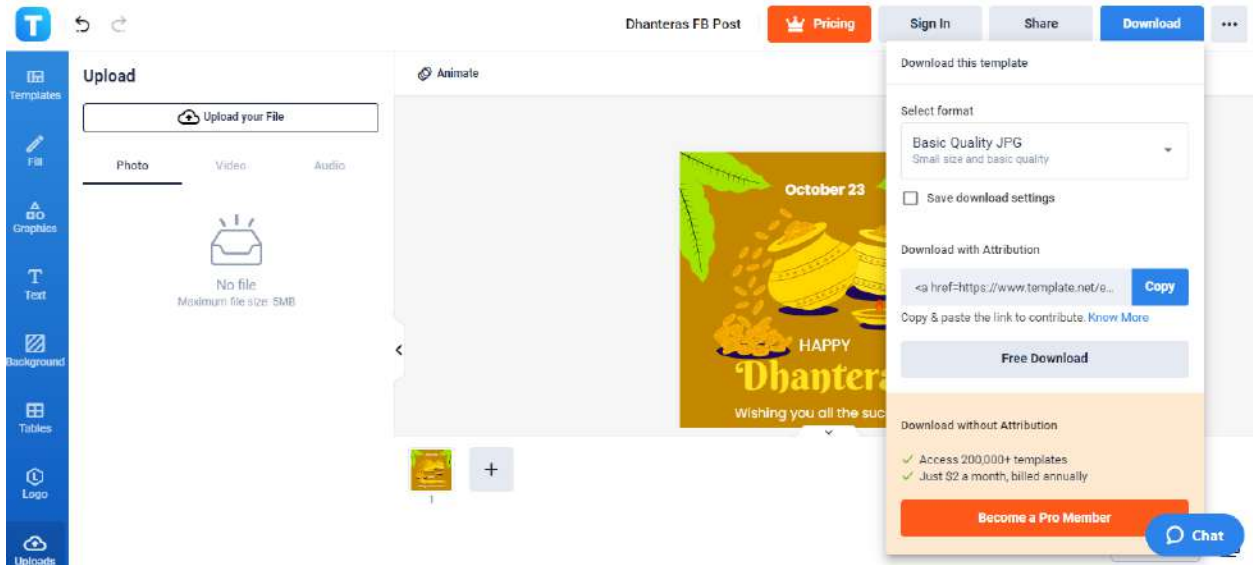 T
Dhanteras FB Post
Pricing
Sign In
Share
Download
Templates
Fill
Graphics
Text
Background
Tables
Logo
Uploads
Upload
Upload your File
Photo Video Audio
No file
Maximum file size 5MB
Animate
October 23
HAPPY
Dhantera
Wishing you all the suc
1
Download this template
Select format
Basic Quality JPG
Small size and basic quality
Save download settings
Download with Attribution
<a href=https://www.template.net/e...
Copy
Copy & paste the link to contribute. Know More
Free Download
Download without Attribution
Access 200,000+ templates
Just $2 a month, billed annually
Become a Pro Member
Chat